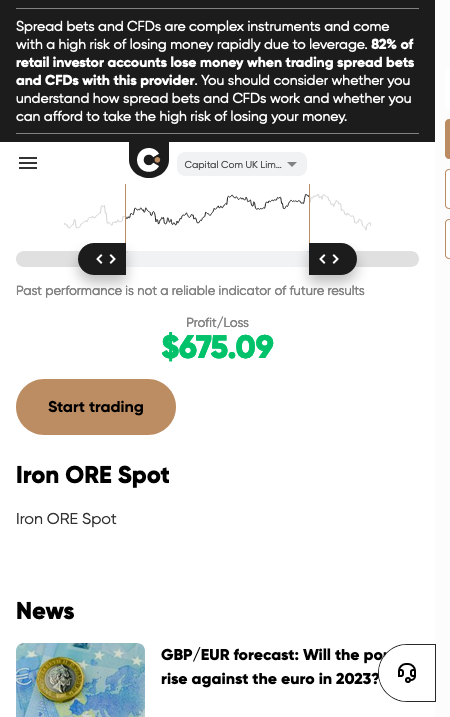 Spread bets and CFDs are complex instruments and come
with a high risk of losing money rapidly due to leverage. 82% of
retail investor accounts lose money when trading spread bets
and CFDs with this provider. You should consider whether you
understand how spread bets and CFDs work and whether you
can afford to take the high risk of losing your money.
Capital Com UK Lim...
Past performance is not a reliable indicator of future results
Profit/Loss
$675.09
Start trading
Iron ORE Spot
Iron ORE Spot
News
GBP/EUR forecast: Will the
rise against the euro in 2023?